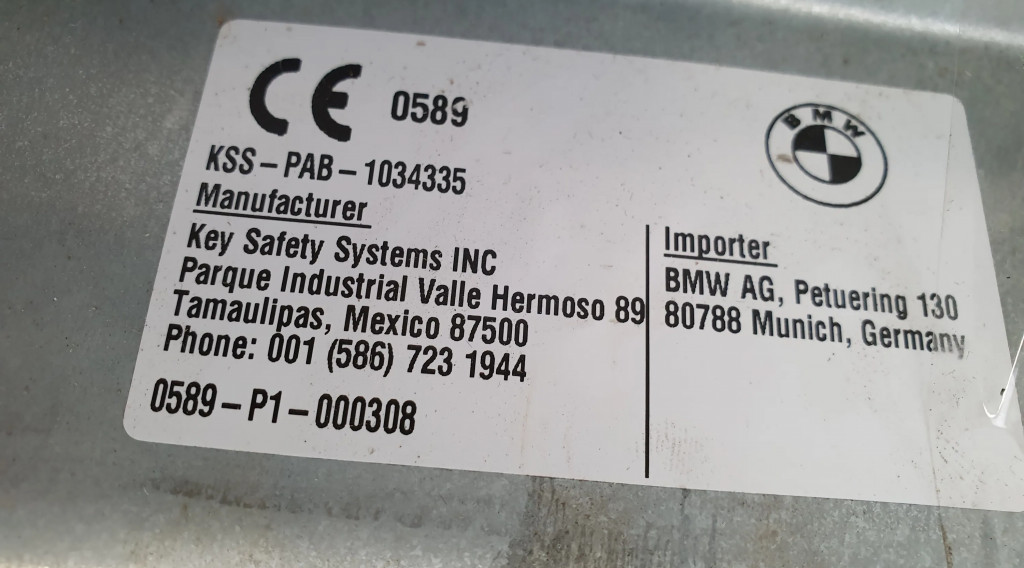 CE 0589
BMW
KSS-PAB-1034335
Manufacturer
Key Safety Systems INC
Parque Industrial Valle Hermoso 89
Tamaulipas, Mexico 87500
Phone: 001 (586) 723 1944
0589-P1-000308
Importer
BMW AG, Petuering 130
80788 Munich, Germany